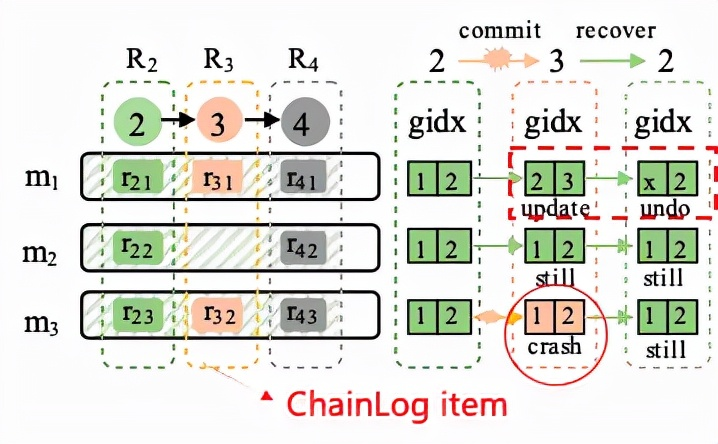 commit recover
R2 R3 R4 2 3 2
2 3 4 gidx gidx gidx
m1 r21 r31 r41 1 2 2 3 x 2
update undo
m2 r22 r42 1 2 1 2 1 2
still still
m3 r23 r32 r43 1 2 1 2 1 2
crash still
ChainLog item